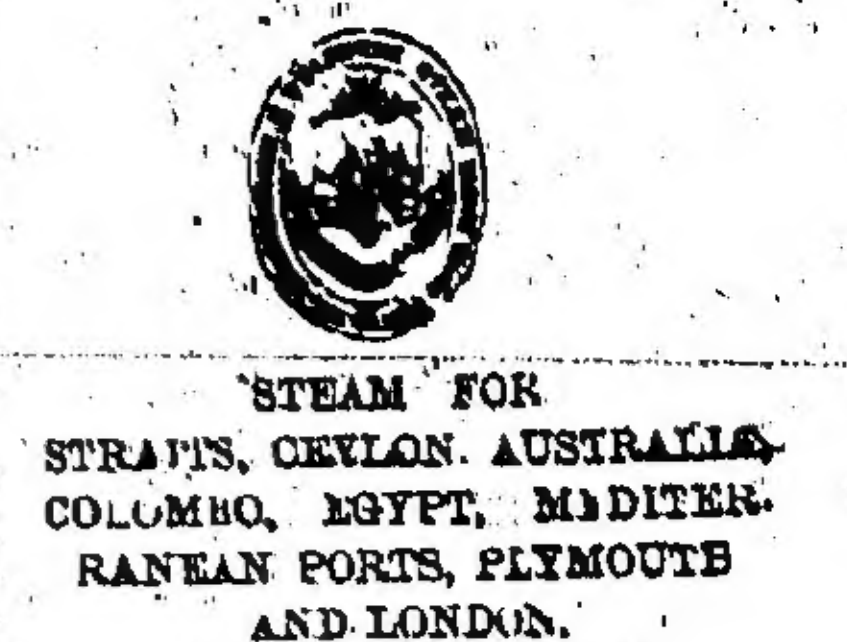 STEAM FOR
STRAITS, CEYLON. AUSTRALIA,
COLOMBO, EGYPT, MEDITER-
RANEAN PORTS, PLYMOUTH
AND LONDON.